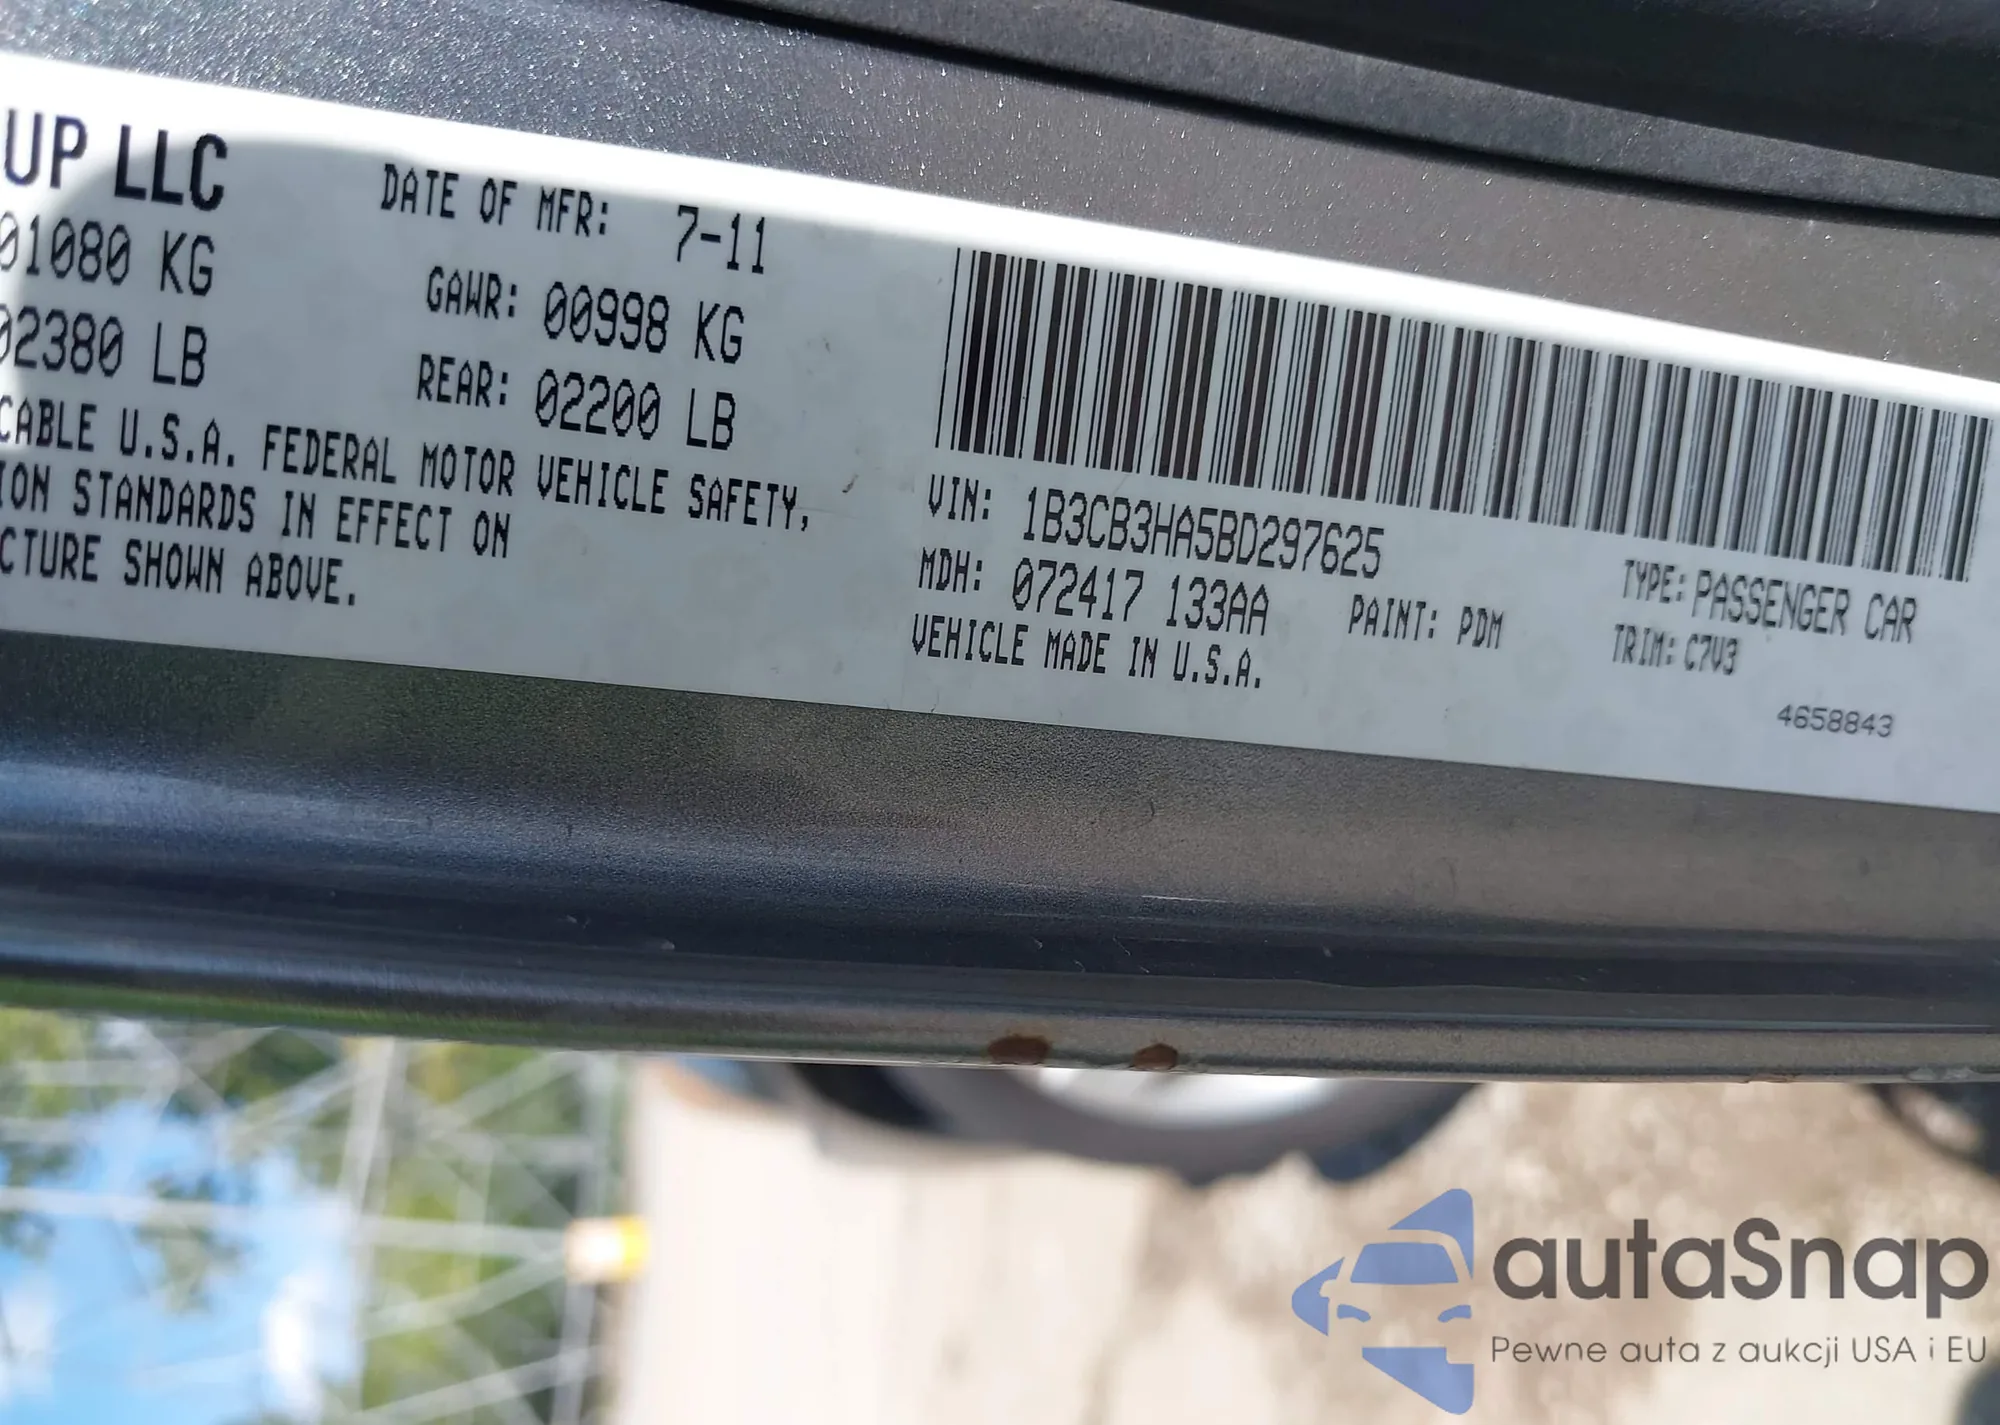 UP LLC
DATE OF MFR: 7-11
01080 KG
GAWR: 00998 KG
02380 LB
REAR: 02200 LB
CABLE U.S.A. FEDERAL MOTOR VEHICLE SAFETY,
ION STANDARDS IN EFFECT ON
CTURE SHOWN ABOVE.
VIN: 1B3CB3HA5BD297625
TYPE: PASSENGER CAR
MDH: 072417 133AA
PAINT: PDM
TRIM: C7V3
VEHICLE MADE IN U.S.A.
4658843
autaSnap
Pewne auta z aukcji USA i EU